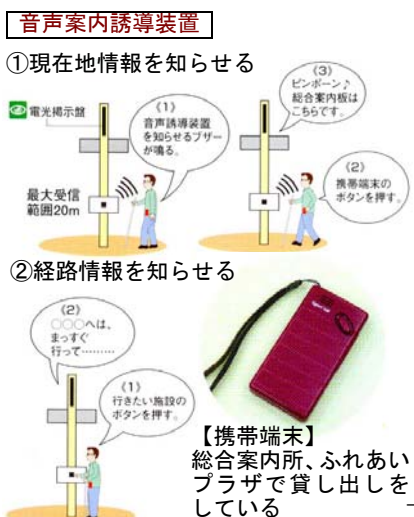 音声案内誘導装置
①現在地情報を知らせる
電光掲示盤
(1)
音声誘導装置
を知らせるブザー
が鳴る。
最大受信
範囲20m
(3)
ピンポーン♪
総合案内板は
こちらです。
(2)
携帯端末の
ボタンを押す。
②経路情報を知らせる
(2)
○○○へは、
まっすぐ
行って………
(1)
行きたい施設の
ボタンを押す。
【携帯端末】
総合案内所、ふれあい
プラザで貸し出しを
している